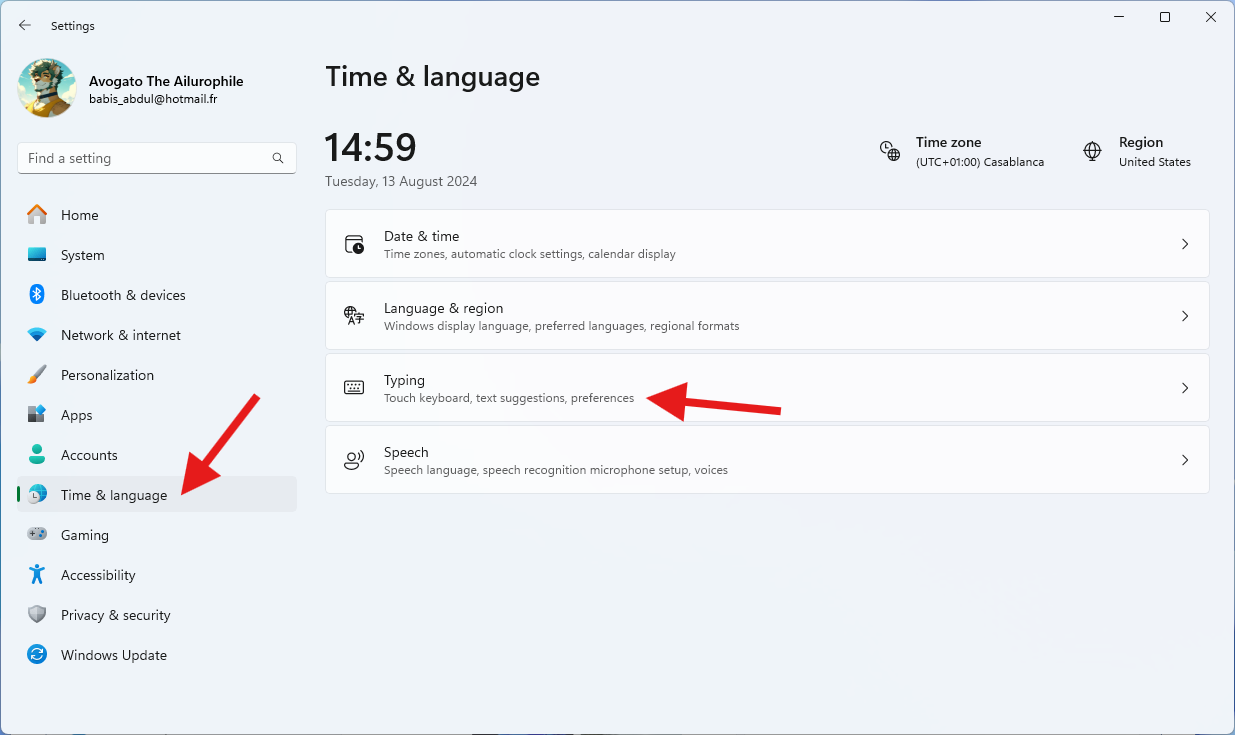 Settings
Avogato The Ailurophile
babis_abdul@hotmail.fr
Find a setting
Home
System
Bluetooth & devices
Network & internet
Personalization
Apps
Accounts
Time & language
Gaming
Accessibility
Privacy & security
Windows Update
Time & language
14:59
Tuesday, 13 August 2024
Time zone
(UTC+01:00) Casablanca
Region
United States
Date & time
Time zones, automatic clock settings, calendar display
Language & region
Windows display language, preferred languages, regional formats
Typing
Touch keyboard, text suggestions, preferences
Speech
Speech language, speech recognition microphone setup, voices